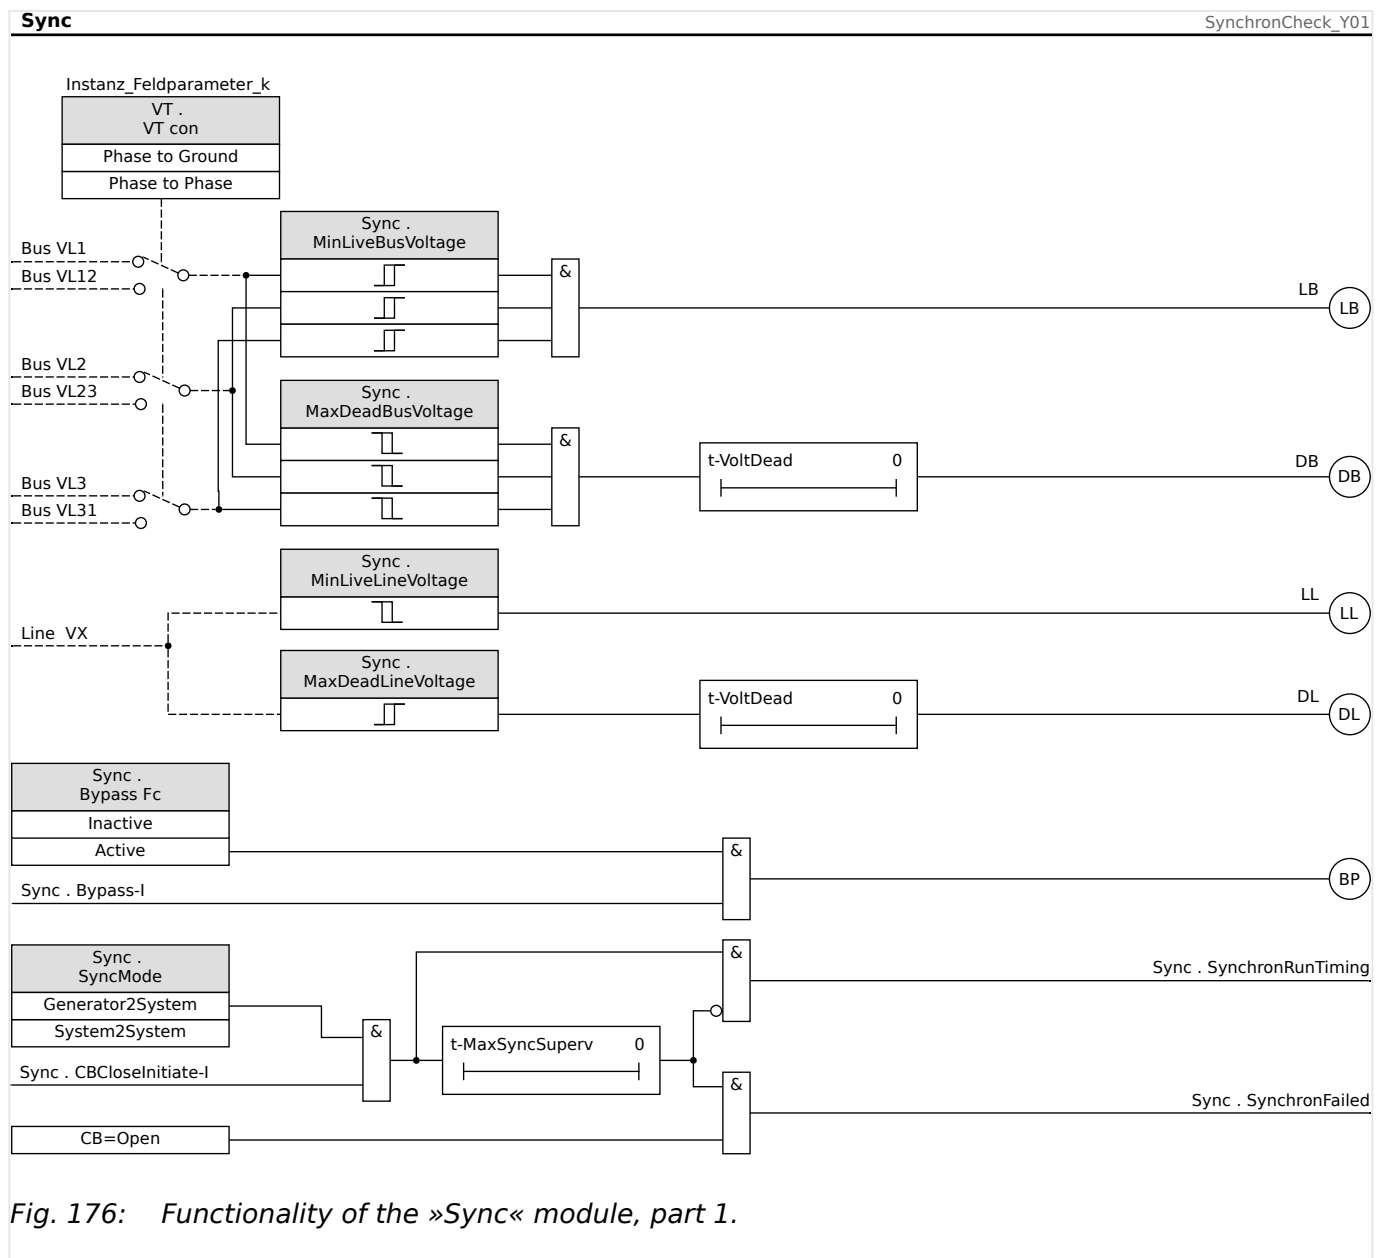 Sync
SynchronCheck_Y01
Instanz_Feldparameter_k
VT .
VT con
Phase to Ground
Phase to Phase
Sync .
MinLiveBusVoltage
Bus VL1
Bus VL12
&
LB
LB
Bus VL2
Bus VL23
Sync .
MaxDeadBusVoltage
&
t-VoltDead 0
DB
DB
Bus VL3
Bus VL31
Sync .
MinLiveLineVoltage
LL
LL
Line VX
Sync .
MaxDeadLineVoltage
t-VoltDead 0
DL
DL
Sync .
Bypass Fc
Inactive
Active
&
BP
Sync . Bypass-I
Sync .
SyncMode
Generator2System
System2System
&
Sync . SynchronRunTiming
&
t-MaxSyncSuperv 0
Sync . CBCloseInitiate-I
&
Sync . SynchronFailed
CB=Open
Fig. 176: Functionality of the »Sync« module, part 1.